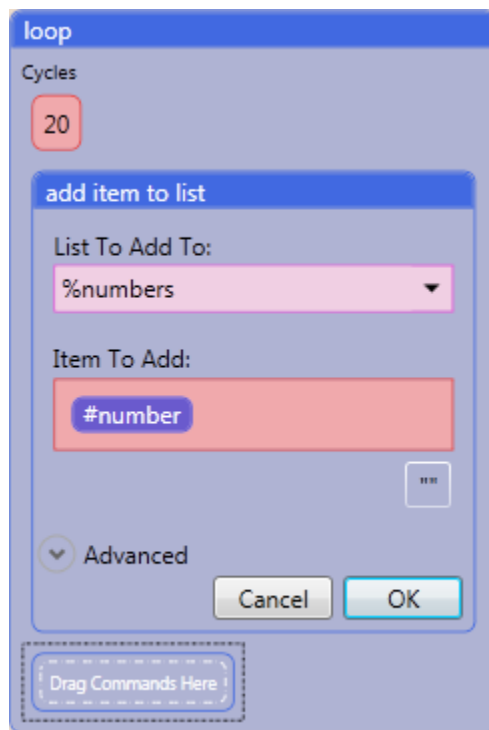 loop
Cycles
20
add item to list
List To Add To:
%numbers
Item To Add:
#number
""
Advanced
Cancel OK
Drag Commands Here